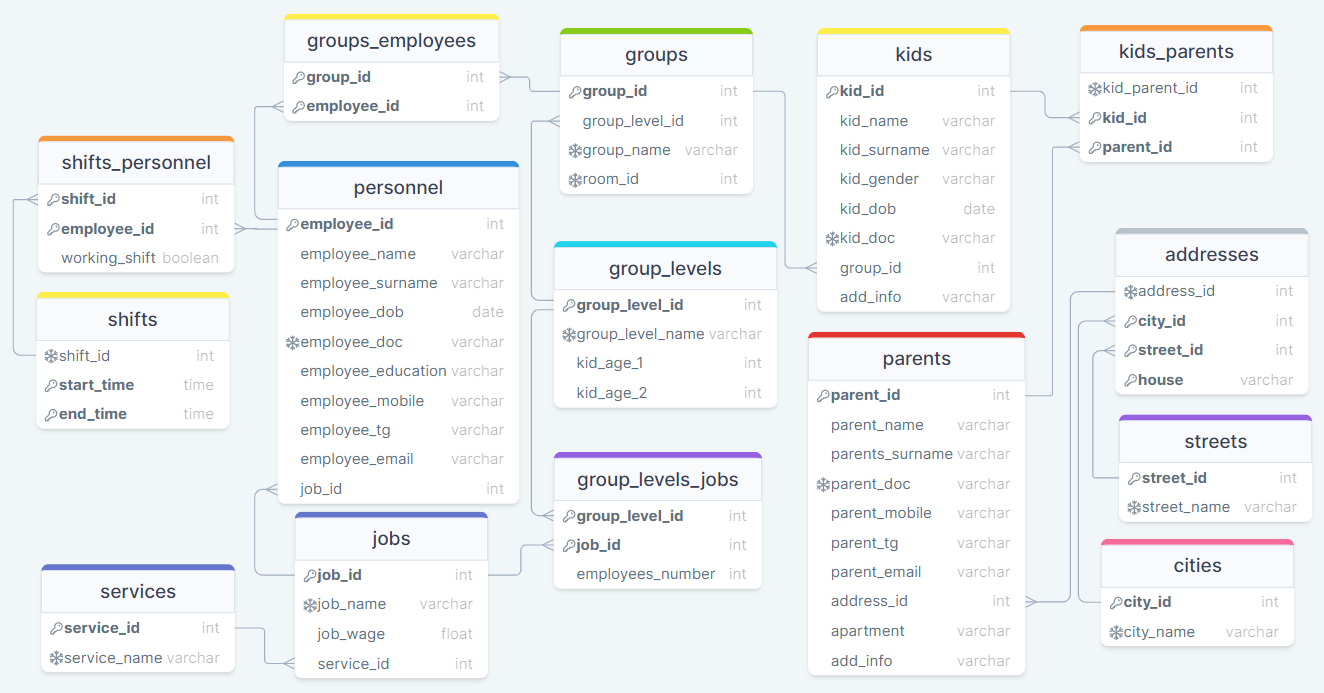 groups_employees
group_id int
employee_id int
groups
group_id int
group_level_id int
group_name varchar
room_id int
kids
kid_id int
kid_name varchar
kid_surname varchar
kid_gender varchar
kid_dob date
kid_doc varchar
group_id int
add_info varchar
kids_parents
kid_parent_id int
kid_id int
parent_id int
shifts_personnel
shift_id int
employee_id int
working_shift boolean
personnel
employee_id int
employee_name varchar
employee_surname varchar
employee_dob date
employee_doc varchar
employee_education varchar
employee_mobile varchar
employee_tg varchar
employee_email varchar
job_id int
group_levels
group_level_id int
group_level_name varchar
kid_age_1 int
kid_age_2 int
addresses
address_id int
city_id int
street_id int
house varchar
shifts
shift_id int
start_time time
end_time time
parents
parent_id int
parent_name varchar
parents_surname varchar
parent_doc varchar
parent_mobile varchar
parent_tg varchar
parent_email varchar
address_id int
apartment varchar
add_info varchar
streets
street_id int
street_name varchar
group_levels_jobs
group_level_id int
job_id int
employees_number int
jobs
job_id int
job_name varchar
job_wage float
service_id int
services
service_id int
service_name varchar
cities
city_id int
city_name varchar